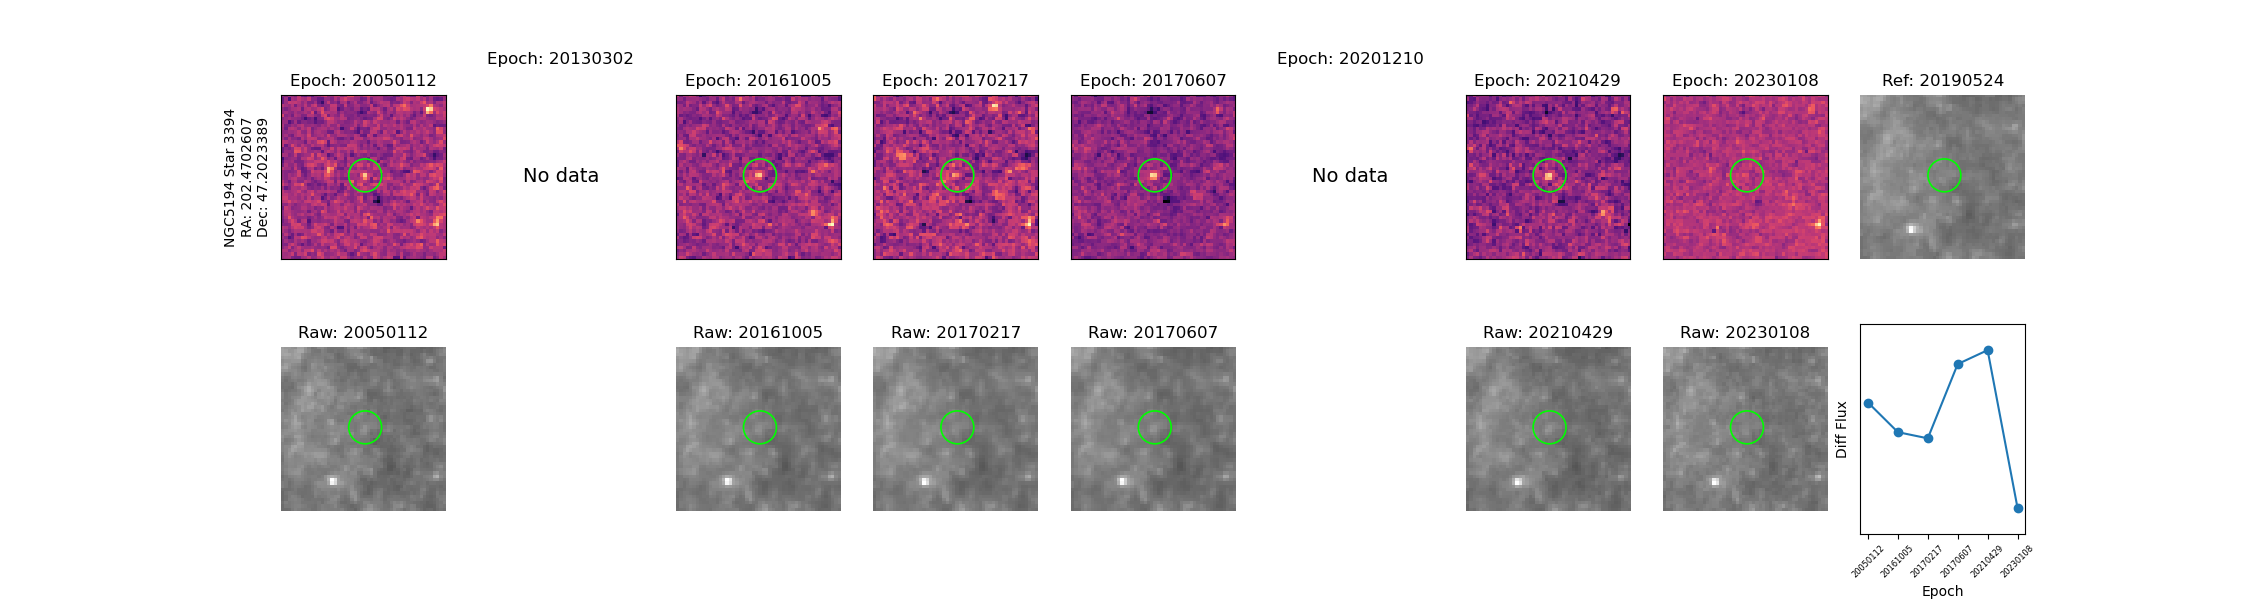 NGC5194 Star 3394
RA: 202.4702607
Dec: 47.2023389
Epoch: 20050112
Epoch: 20130302
No data
Epoch: 20161005
Epoch: 20170217
Epoch: 20170607
Epoch: 20201210
No data
Epoch: 20210429
Epoch: 20230108
Ref: 20190524
Raw: 20050112
Raw: 20161005
Raw: 20170217
Raw: 20170607
Raw: 20210429
Raw: 20230108
Diff Flux
20050112
20161005
20170217
20170607
20210429
20230108
Epoch